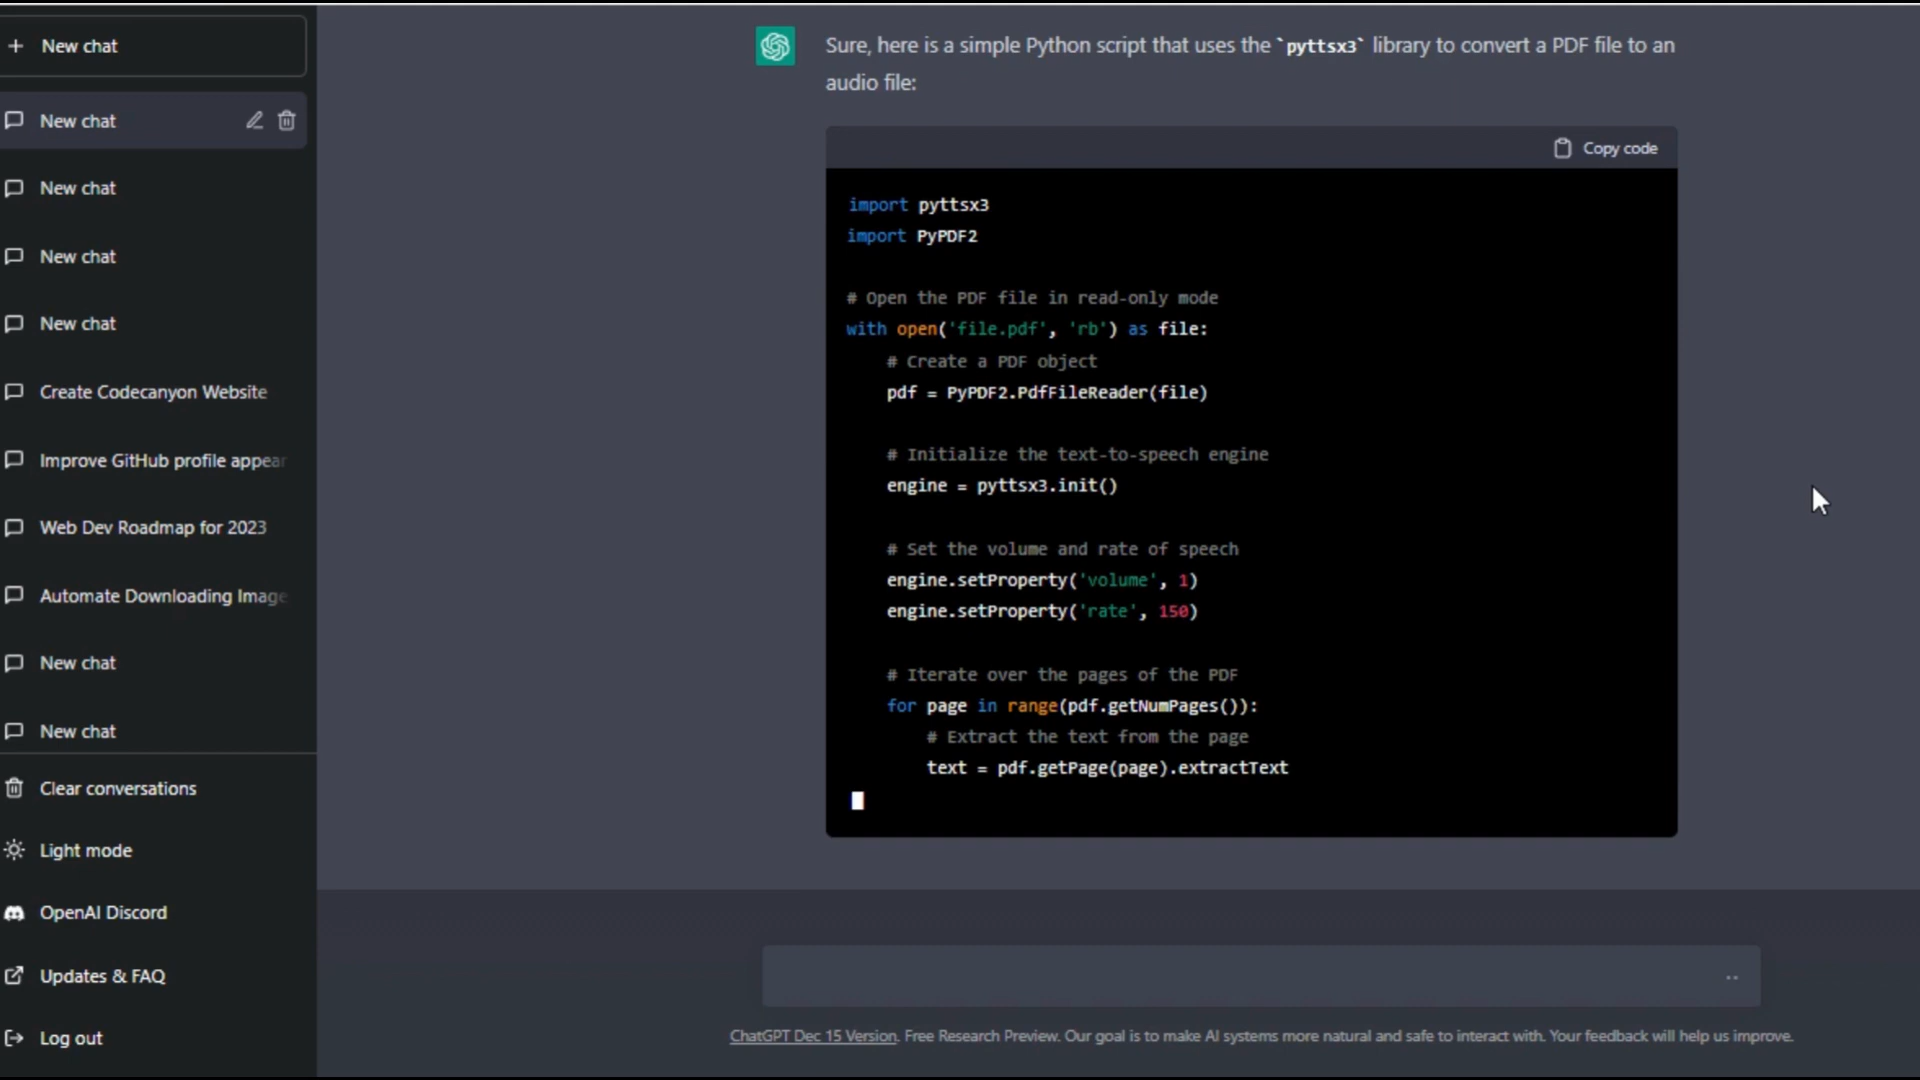 New chat
New chat
New chat
New chat
New chat
Create Codecanyon Website
Improve GitHub profile appear
Web Dev Roadmap for 2023
Automate Downloading Image
New chat
New chat
Clear conversations
Light mode
OpenAI Discord
Updates & FAQ
Log out
Sure, here is a simple Python script that uses the `pyttsx3` library to convert a PDF file to an
audio file:
Copy code
import pyttsx3
import PyPDF2
# Open the PDF file in read-only mode
with open('file.pdf', 'rb') as file:
    # Create a PDF object
    pdf = PyPDF2.PdfFileReader(file)
    # Initialize the text-to-speech engine
    engine = pyttsx3.init()
    # Set the volume and rate of speech
    engine.setProperty('volume', 1)
    engine.setProperty('rate', 150)
    # Iterate over the pages of the PDF
    for page in range(pdf.getNumPages()):
        # Extract the text from the page
        text = pdf.getPage(page).extractText
ChatGPT Dec 15 Version. Free Research Preview. Our goal is to make AI systems more natural and safe to interact with. Your feedback will help us improve.